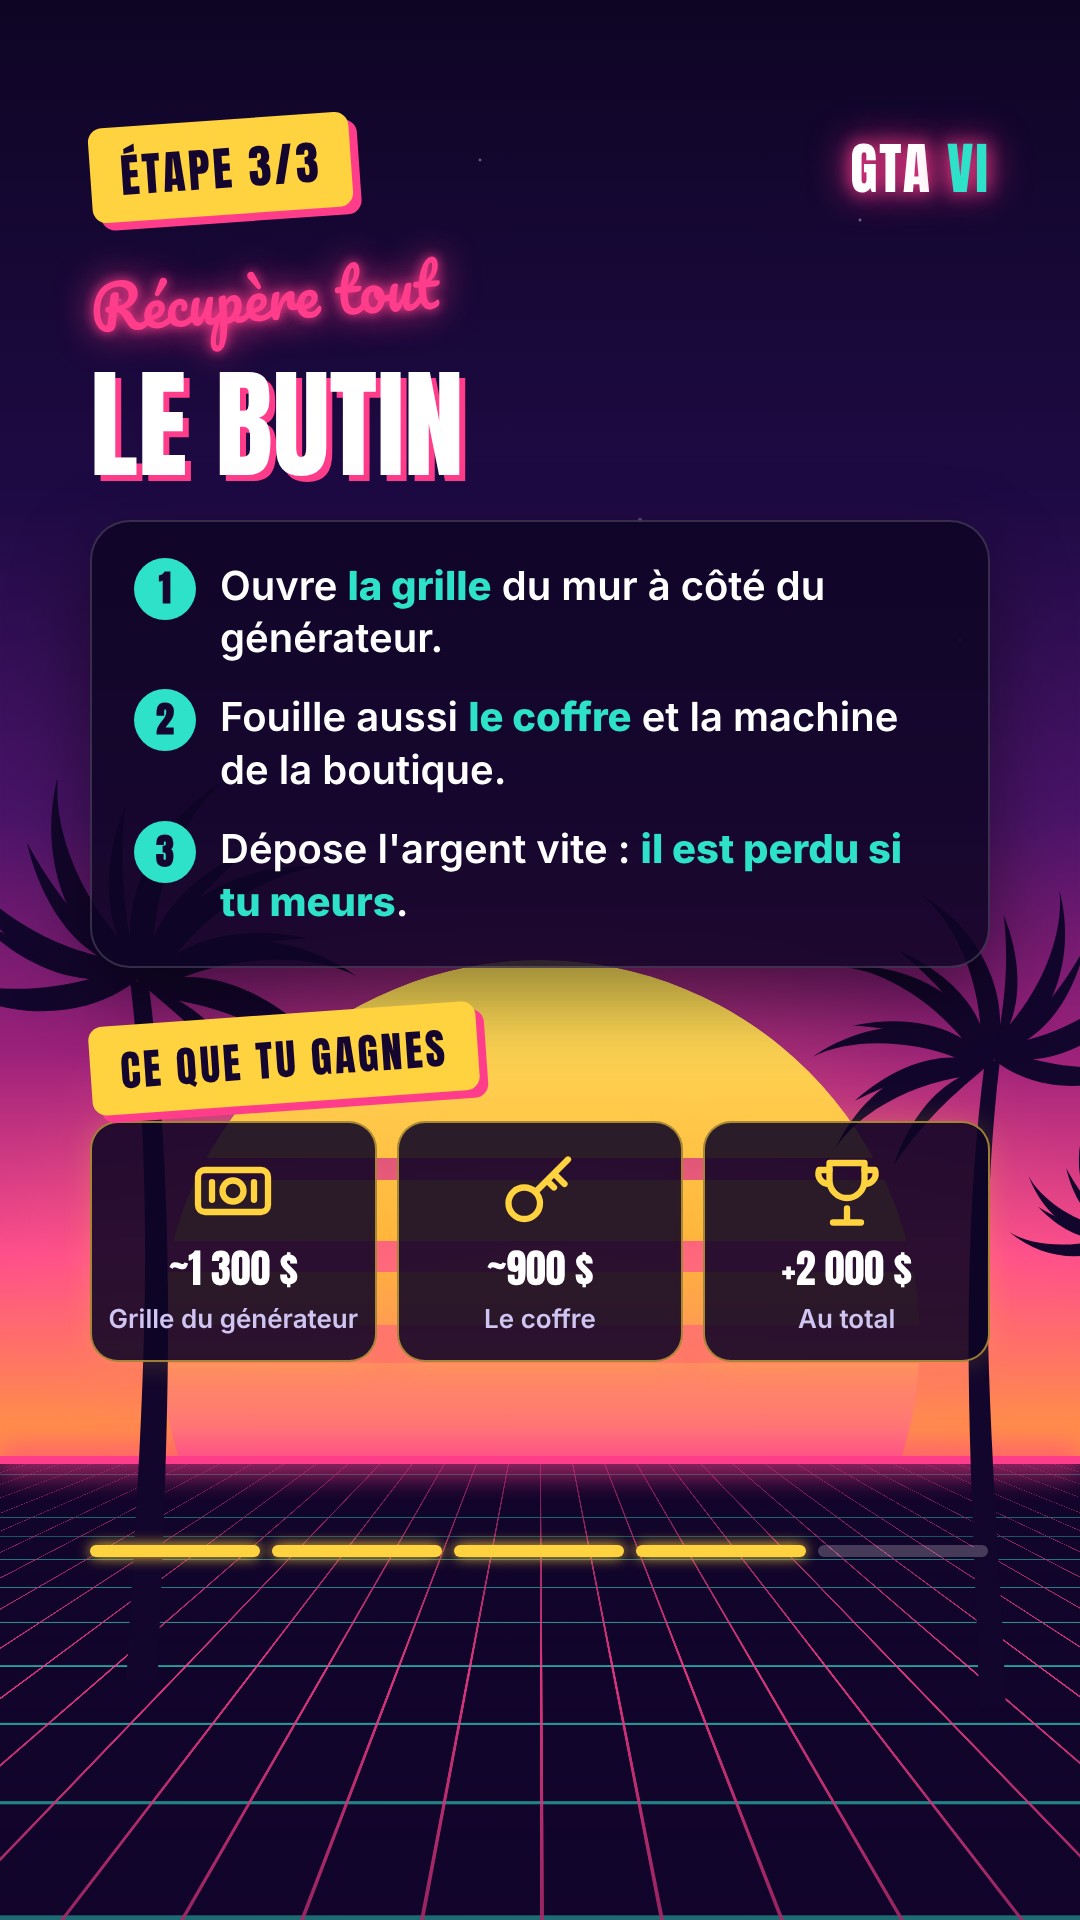 ÉTAPE 3/3
GTA VI
Récupère tout
LE BUTIN
1 Ouvre la grille du mur à côté du
générateur.
2 Fouille aussi le coffre et la machine
de la boutique.
3 Dépose l'argent vite : il est perdu si
tu meurs.
CE QUE TU GAGNES
~1 300 $
Grille du générateur
~900 $
Le coffre
+2 000 $
Au total